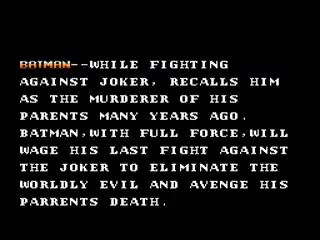 BATMAN--WHILE FIGHTING
AGAINST JOKER, RECALLS HIM
AS THE MURDERER OF HIS
PARENTS MANY YEARS AGO.
BATMAN,WITH FULL FORCE,WILL
WAGE HIS LAST FIGHT AGAINST
THE JOKER TO ELIMINATE THE
WORLDLY EVIL AND AVENGE HIS
PARRENTS DEATH.